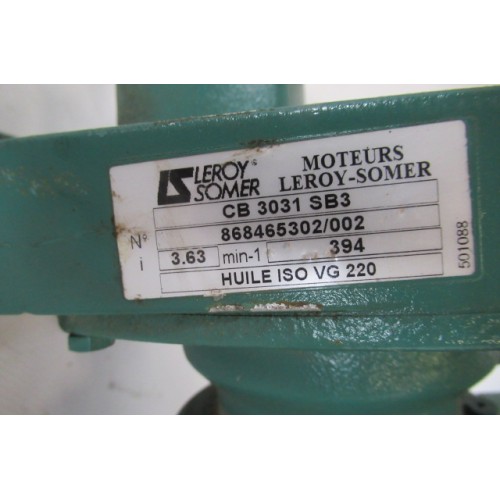 LS LEROY® SOMER
MOTEURS
LEROY-SOMER
CB 3031 SB3
N° 868465302/002
i 3.63 min-1 394
HUILE ISO VG 220
501088